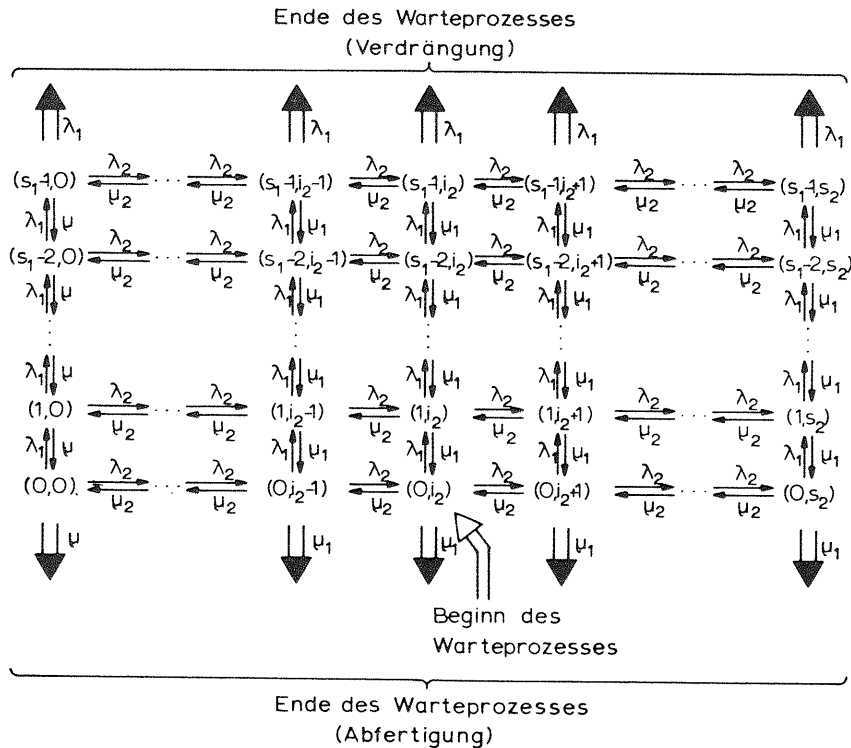 Ende des Warteprozesses
(Verdrängung)
λ₁ λ₁ λ₁ λ₁ λ₁
λ₂ λ₂ λ₂ λ₂ λ₂ λ₂
(s₁-1,0) ··· (s₁-1,i₂-1) (s₁-1,i₂) (s₁-1,i₂+1) ··· (s₁-1,s₂)
μ₂ μ₂ μ₂ μ₂ μ₂ μ₂
λ₁ μ λ₁ μ₁ λ₁ μ₁ λ₁ μ₁ λ₁ μ₁
λ₂ λ₂ λ₂ λ₂ λ₂ λ₂
(s₁-2,0) ··· (s₁-2,i₂-1) (s₁-2,i₂) (s₁-2,i₂+1) ··· (s₁-2,s₂)
μ₂ μ₂ μ₂ μ₂ μ₂ μ₂
λ₁ μ λ₁ μ₁ λ₁ μ₁ λ₁ μ₁ λ₁ μ₁
λ₁ μ λ₁ μ₁ λ₁ μ₁ λ₁ μ₁ λ₁ μ₁
λ₂ λ₂ λ₂ λ₂ λ₂ λ₂
(1,0) ··· (1,i₂-1) (1,i₂) (1,i₂+1) ··· (1,s₂)
μ₂ μ₂ μ₂ μ₂ μ₂ μ₂
λ₁ μ λ₁ μ₁ λ₁ μ₁ λ₁ μ₁ λ₁ μ₁
λ₂ λ₂ λ₂ λ₂ λ₂ λ₂
(0,0) ··· (0,i₂-1) (0,i₂) (0,i₂+1) ··· (0,s₂)
μ₂ μ₂ μ₂ μ₂ μ₂ μ₂
μ μ₁ μ₁ μ₁ μ₁
Beginn des
Warteprozesses
Ende des Warteprozesses
(Abfertigung)